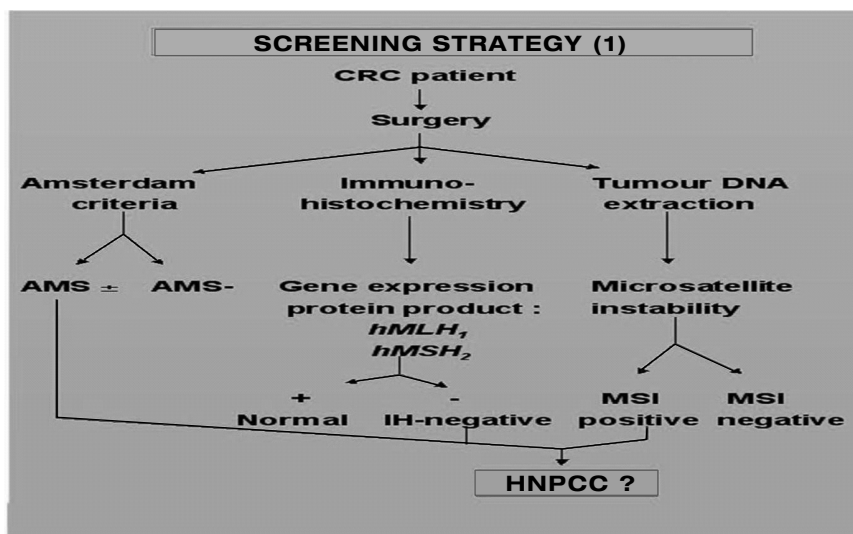 SCREENING STRATEGY (1)
CRC patient
Surgery
Amsterdam
criteria
Immuno-
histochemistry
Tumour DNA
extraction
AMS ±
AMS-
Gene expression
protein product :
hMLH₁
hMSH₂
Microsatellite
instability
+
Normal
-
IH-negative
MSI
positive
MSI
negative
HNPCC ?